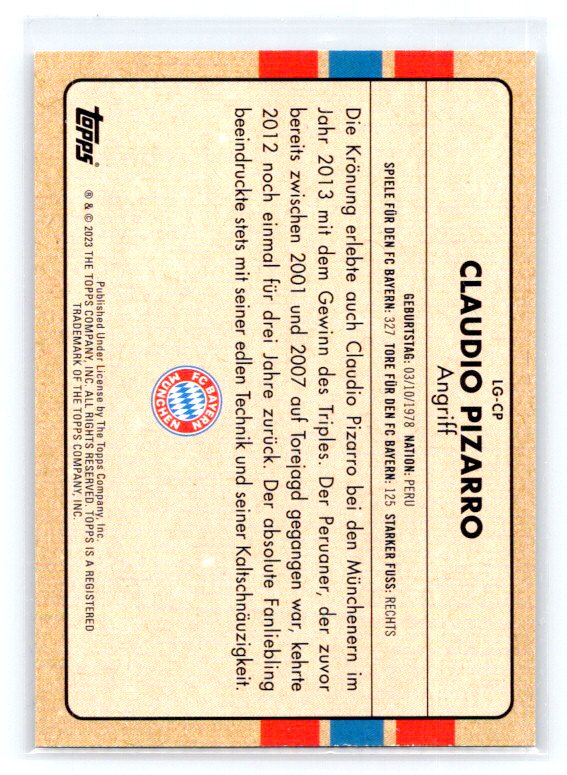 LG-CP
CLAUDIO PIZARRO
Angriff
GEBURTSTAG: 03/10/1978 NATION: PERU
SPIELE FÜR DEN FC BAYERN: 327 TORE FÜR DEN FC BAYERN: 125 STARKER FUSS: RECHTS
Die Krönung erlebte auch Claudio Pizarro bei den Münchenern im
Jahr 2013 mit dem Gewinn des Triples. Der Peruaner, der zuvor
bereits zwischen 2001 und 2007 auf Torejagd gegangen war, kehrte
2012 noch einmal für drei Jahre zurück. Der absolute Fanliebling
beeindruckte stets mit seiner edlen Technik und seiner Kaltschnäuzigkeit.
FC BAYERN
MÜNCHEN
Topps®
Published Under License by The Topps Company, Inc.
® & © 2023 THE TOPPS COMPANY, INC. ALL RIGHTS RESERVED. TOPPS IS A REGISTERED
TRADEMARK OF THE TOPPS COMPANY, INC.